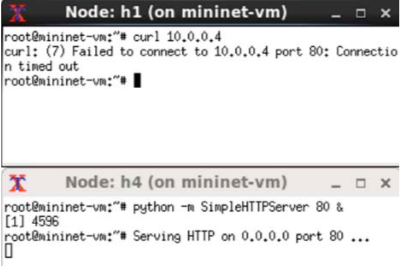 Node: h1 (on mininet-vm)
root@mininet-vm:~# curl 10.0.0.4
curl: (7) Failed to connect to 10.0.0.4 port 80: Connectio
n timed out
root@mininet-vm:~#
Node: h4 (on mininet-vm)
root@mininet-vm:~# python -m SimpleHTTPServer 80 &
[1] 4596
root@mininet-vm:~# Serving HTTP on 0.0.0.0 port 80 ...